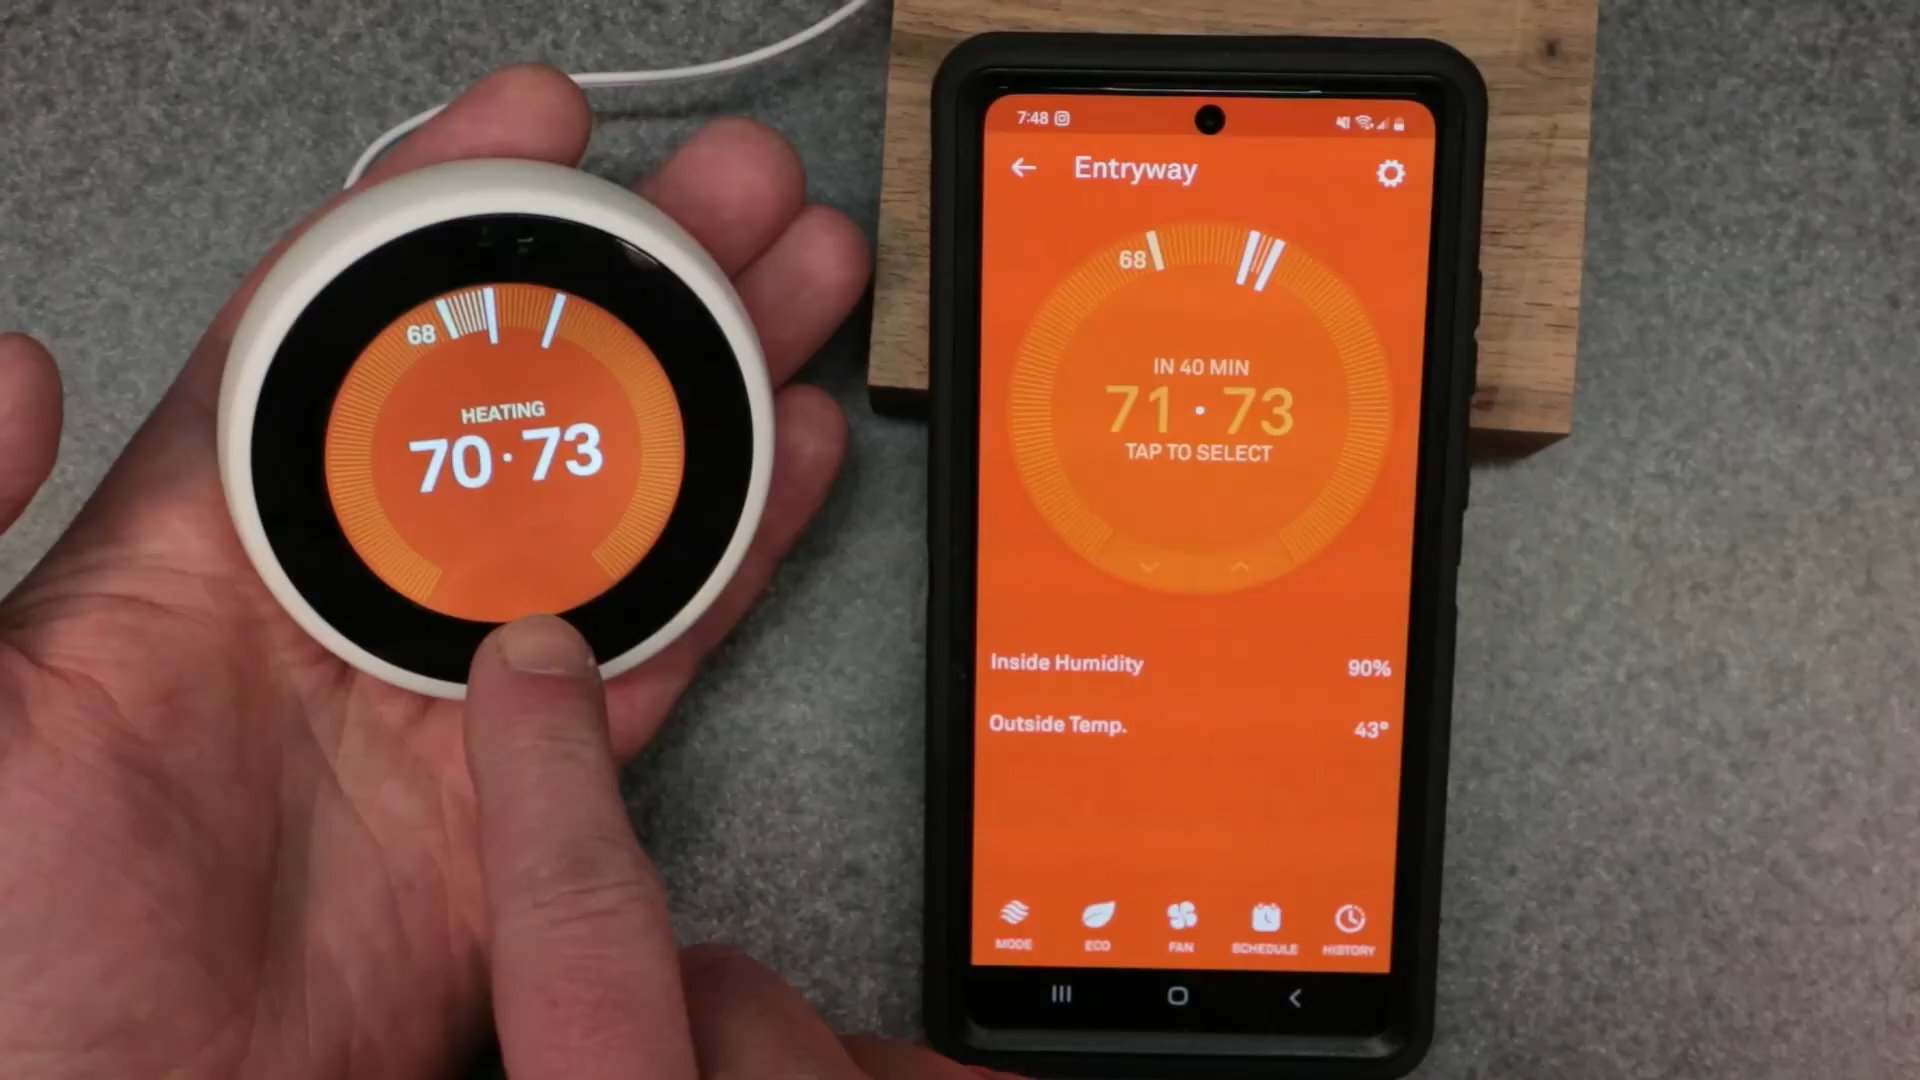 68
HEATING
70·73
7:48
Entryway
68
IN 40 MIN
71·73
TAP TO SELECT
Inside Humidity 90%
Outside Temp. 43°
MODE ECO FAN SCHEDULE HISTORY